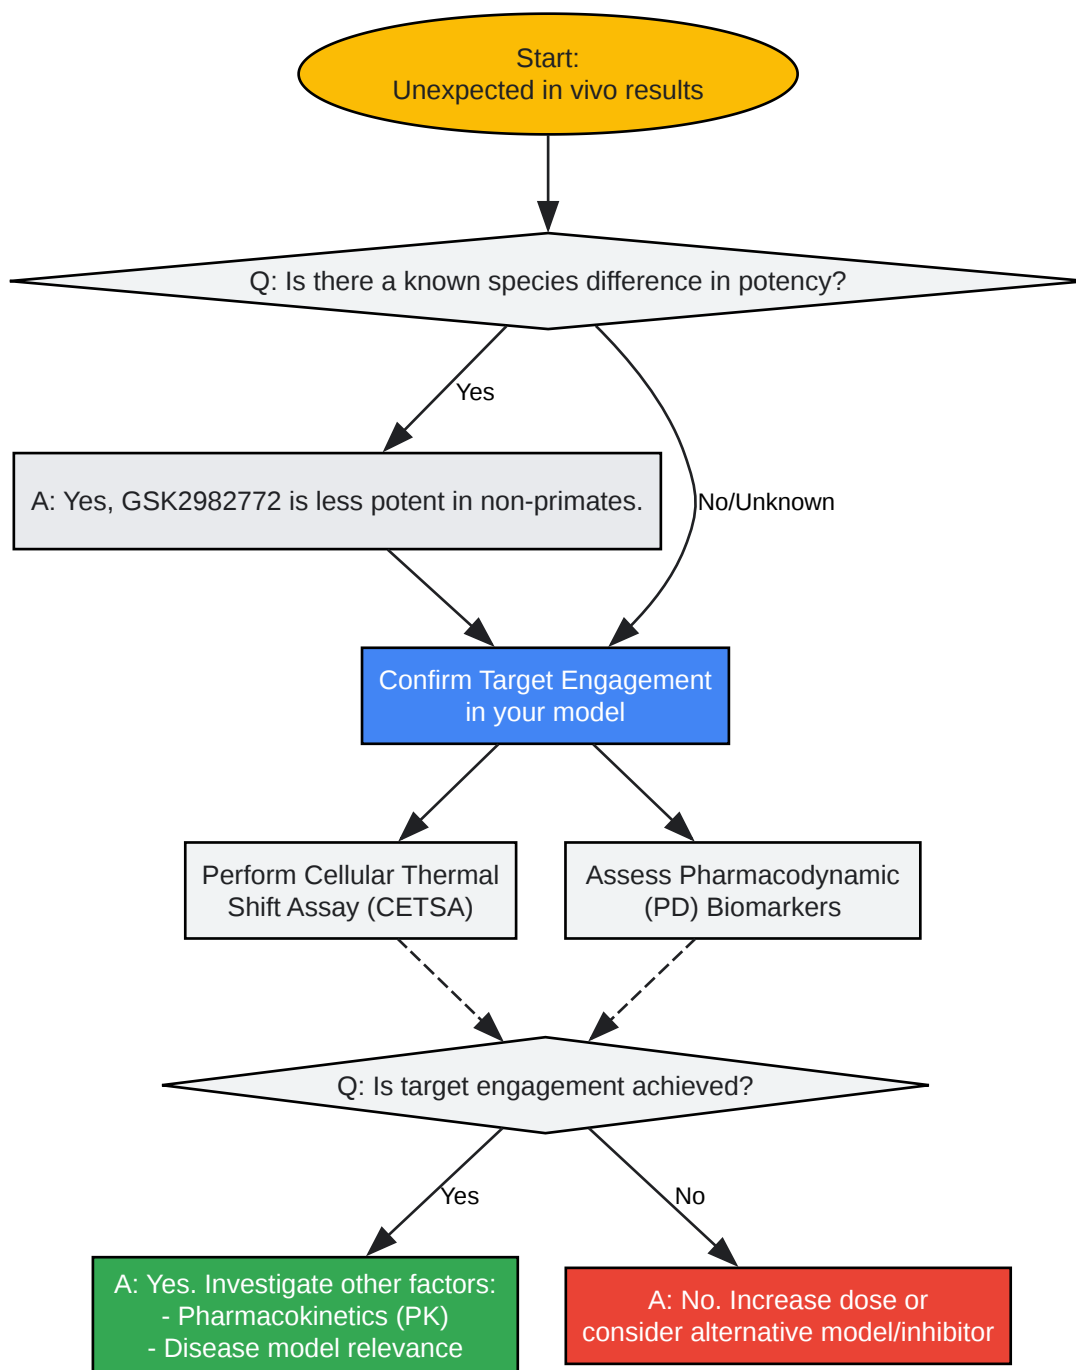 Start:
Unexpected in vivo results
Q: Is there a known species difference in potency?
Yes
A: Yes, GSK2982772 is less potent in non-primates.
No/Unknown
Confirm Target Engagement
in your model
Perform Cellular Thermal
Shift Assay (CETSA)
Assess Pharmacodynamic
(PD) Biomarkers
Q: Is target engagement achieved?
Yes
No
A: Yes. Investigate other factors:
- Pharmacokinetics (PK)
- Disease model relevance
A: No. Increase dose or
consider alternative model/inhibitor